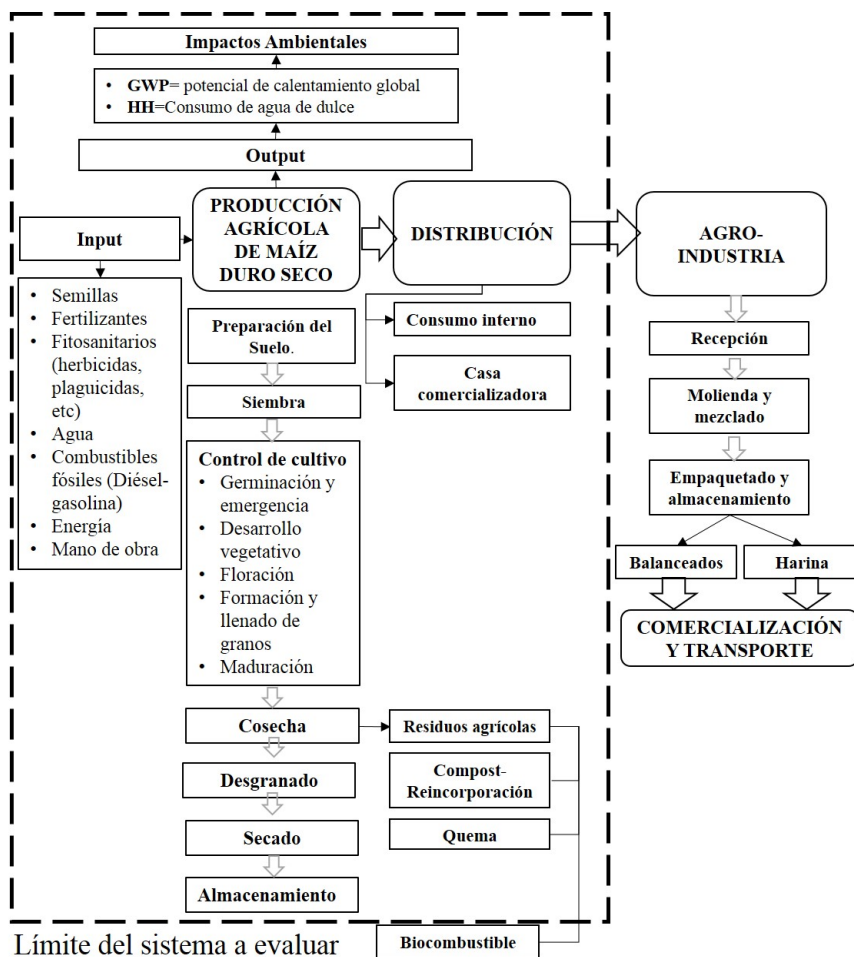 Impactos Ambientales
• GWP= potencial de calentamiento global
• HH=Consumo de agua de dulce
Output
Input
PRODUCCIÓN
AGRÍCOLA
DE MAÍZ
DURO SECO
DISTRIBUCIÓN
AGRO-
INDUSTRIA
• Semillas
• Fertilizantes
• Fitosanitarios
(herbicidas,
plaguicidas,
etc)
• Agua
• Combustibles
fósiles (Diésel-
gasolina)
• Energía
• Mano de obra
Preparación del
Suelo.
Siembra
Control de cultivo
• Germinación y
emergencia
• Desarrollo
vegetativo
• Floración
• Formación y
llenado de
granos
• Maduración
Cosecha
Desgranado
Secado
Almacenamiento
Consumo interno
Casa
comercializadora
Residuos agrícolas
Compost-
Reincorporación
Quema
Biocombustible
Recepción
Molienda y
mezclado
Empaquetado y
almacenamiento
Balanceados
Harina
COMERCIALIZACIÓN
Y TRANSPORTE
Límite del sistema a evaluar